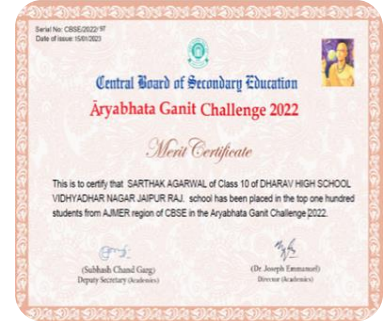 Serial No: CBSE/2022/97
Date of Issue: 15/01/2023
Central Board of Secondary Education
Āryabhata Ganit Challenge 2022
Merit Certificate
This is to certify that SARTHAK AGARWAL of Class 10 of DHARAV HIGH SCHOOL
VIDHYADHAR NAGAR JAIPUR RAJ. school has been placed in the top one hundred
students from AJMER region of CBSE in the Aryabhata Ganit Challenge 2022.
(Subhash Chand Garg)
Deputy Secretary (Academics)
(Dr. Joseph Emmanuel)
Director (Academics)